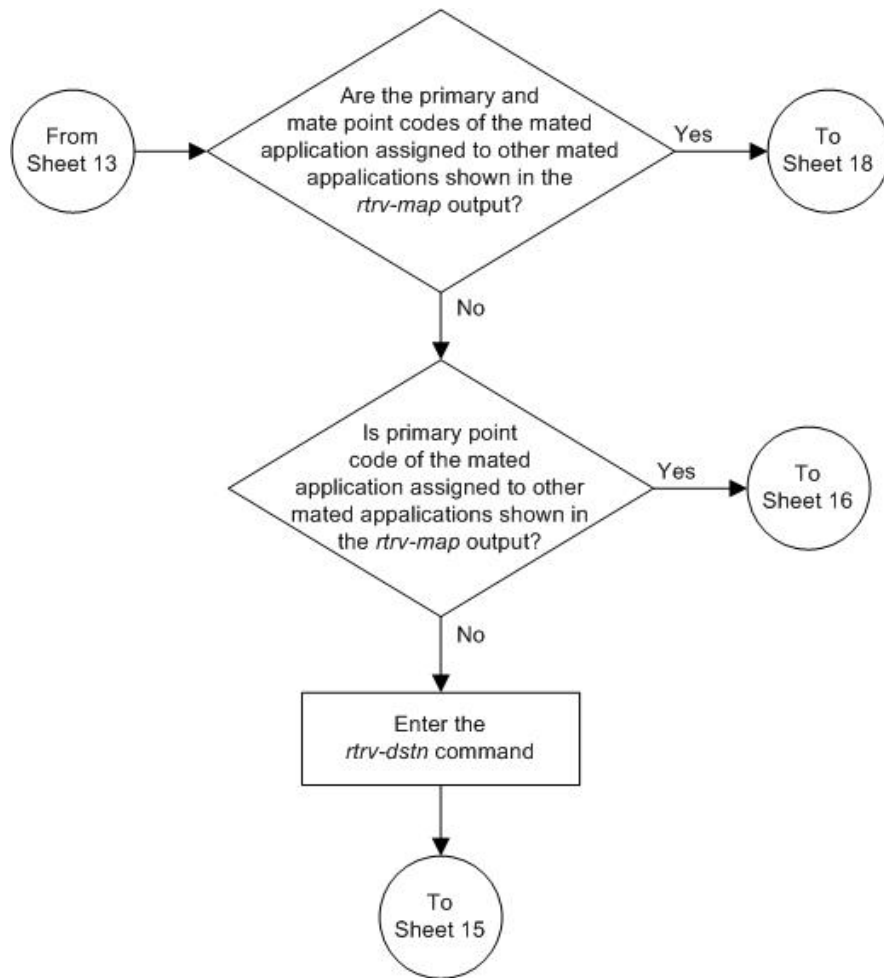 From
Sheet 13
Are the primary and
mate point codes of the mated
application assigned to other mated
appalications shown in the
rtrv-map output?
Yes
To
Sheet 18
No
Is primary point
code of the mated
application assigned to other
mated appalications shown in
the rtrv-map output?
Yes
To
Sheet 16
No
Enter the
rtrv-dstn command
To
Sheet 15